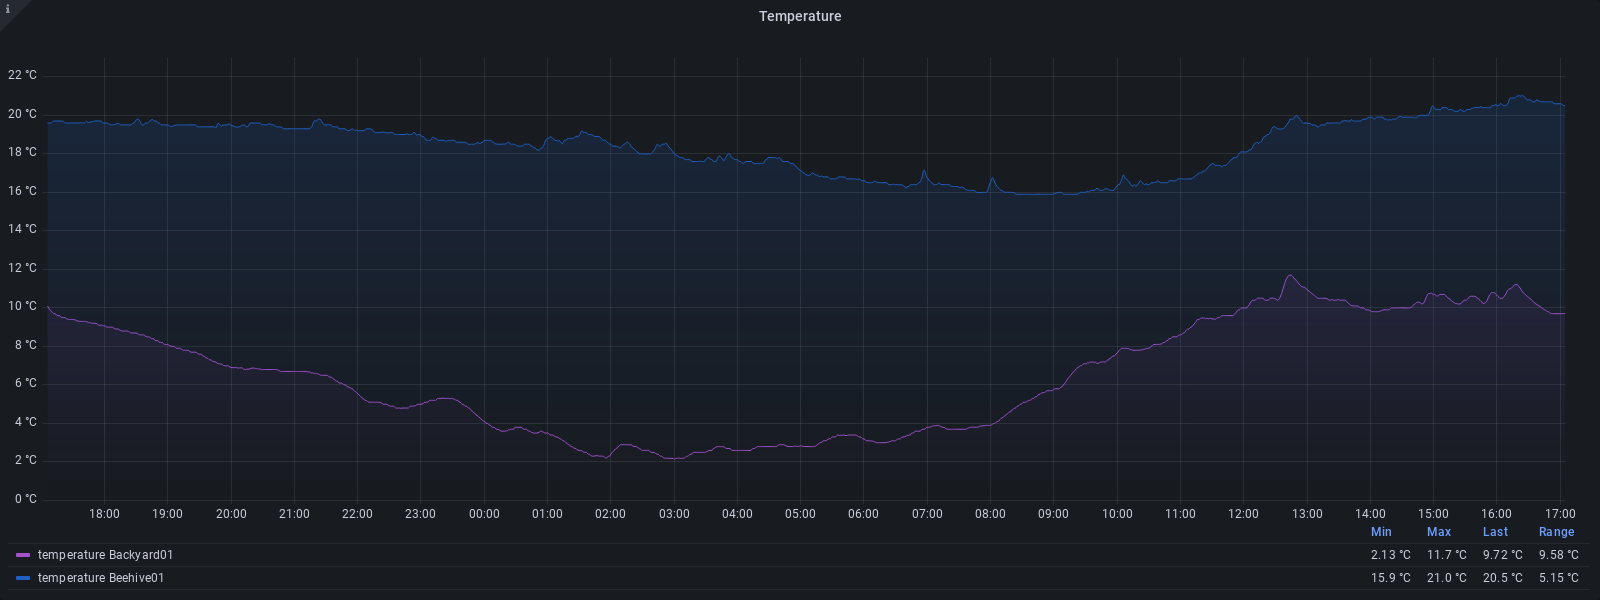 i
Temperature
22 °C
20 °C
18 °C
16 °C
14 °C
12 °C
10 °C
8 °C
6 °C
4 °C
2 °C
0 °C
18:00 19:00 20:00 21:00 22:00 23:00 00:00 01:00 02:00 03:00 04:00 05:00 06:00 07:00 08:00 09:00 10:00 11:00 12:00 13:00 14:00 15:00 16:00 17:00
Min Max Last Range
temperature Backyard01 2.13 °C 11.7 °C 9.72 °C 9.58 °C
temperature Beehive01 15.9 °C 21.0 °C 20.5 °C 5.15 °C